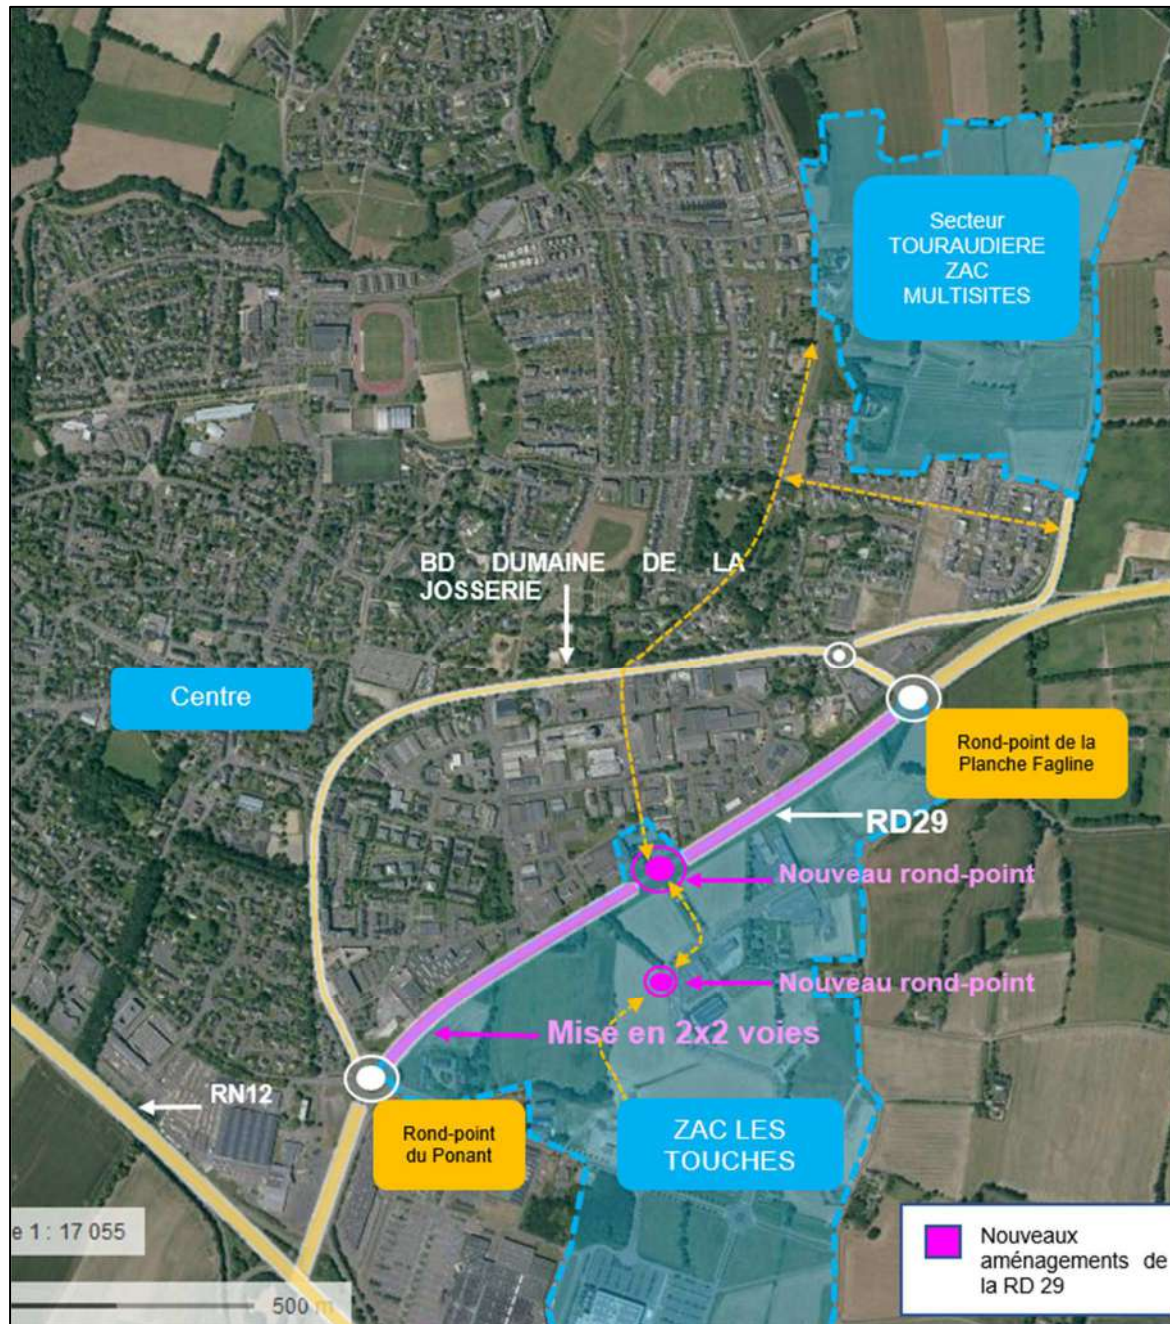 Secteur
TOURAUDIERE
ZAC
MULTISITES
BD DUMAINE DE LA
JOSSERIE
Centre
Rond-point de la
Planche Fagline
RD29
Nouveau rond-point
Nouveau rond-point
Mise en 2x2 voies
RN12
Rond-point
du Ponant
ZAC LES
TOUCHES
e 1 : 17 055
500 m
Nouveaux
aménagements de
la RD 29